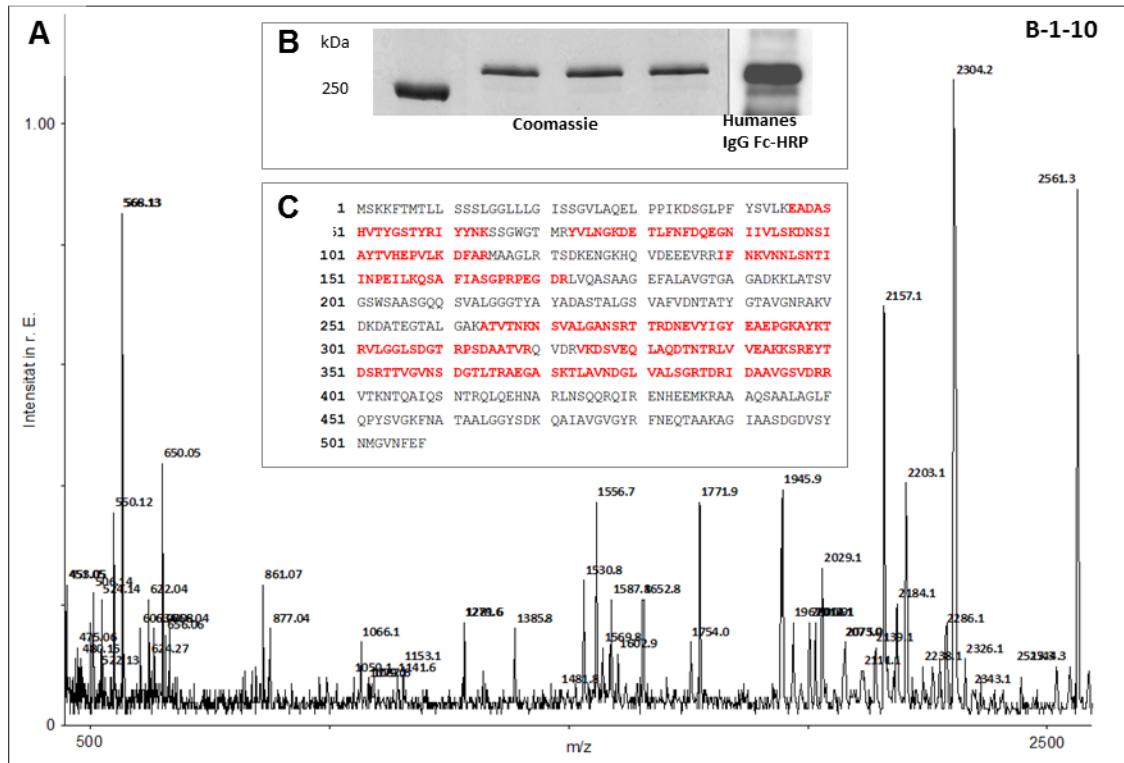 A
B-1-10
B
kDa
250
Coomassie
Humanes
IgG Fc-HRP
C
1 MSKKFTMTLL SSSLGGLLLG ISSGVLAQEL PPIKDSGLPF YSVLKEADAS
51 HVTYGSTYRI YYNKSSGWGT MRYVLNGKDE TLFNFDQEGN IIVLSKDNSI
101 AYTVHEPVLK DFARMAAGLR TSDKENGKHQ VDEEEVRRIF NKVNNLSNTI
151 INPEILKQSA FIASGPRPEG DRLVQASAAG EFALAVGTGA GADKKLATSV
201 GSWSAASGQQ SVALGGGTYA YADASTALGS VAFVDNTATY GTAVGNRAKV
251 DKDATEGTAL GAKATVTNKN SVALGANSRT TRDNEVYIGY EAEPGKAYKT
301 RVLGGLSDGT RPSDAATVRQ VDRVKDSVEQ LAQDTNTRLV VEAKKSREYT
351 DSRTTVGVNS DGTLTRAEGA SKTLAVNDGL VALSGRTDRI DAAVGSVDRR
401 VTKNTQAIQS NTRQLQEHNA RLNSQQRQIR ENHEEMKRAA AQSAALAGLF
451 QPYSVGKFNA TAALGGYSDK QAIAVGVGYR FNEQTAAKAG IAASDGDVSY
501 NMGVNFEF
Intensität in r. E.
1.00
0
500
m/z
2500
568.13
550.12
650.05
506.14
524.14
622.04
656.06
475.06
480.15
522.13
624.27
861.07
877.04
1066.1
1050.1
1141.6
1153.1
1385.8
1481.8
1530.8
1556.7
1569.8
1602.9
1652.8
1754.0
1771.9
1945.9
2029.1
2114.1
2139.1
2157.1
2184.1
2203.1
2238.1
2286.1
2304.2
2326.1
2343.1
2561.3